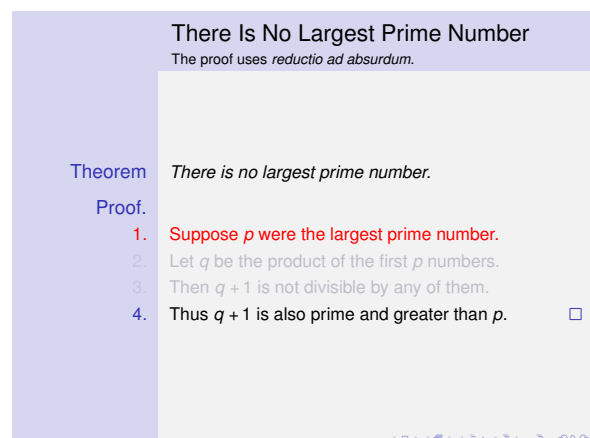 There Is No Largest Prime Number
The proof uses reductio ad absurdum.
Theorem There is no largest prime number.
Proof.
1. Suppose p were the largest prime number.
2. Let q be the product of the first p numbers.
3. Then q + 1 is not divisible by any of them.
4. Thus q + 1 is also prime and greater than p. □